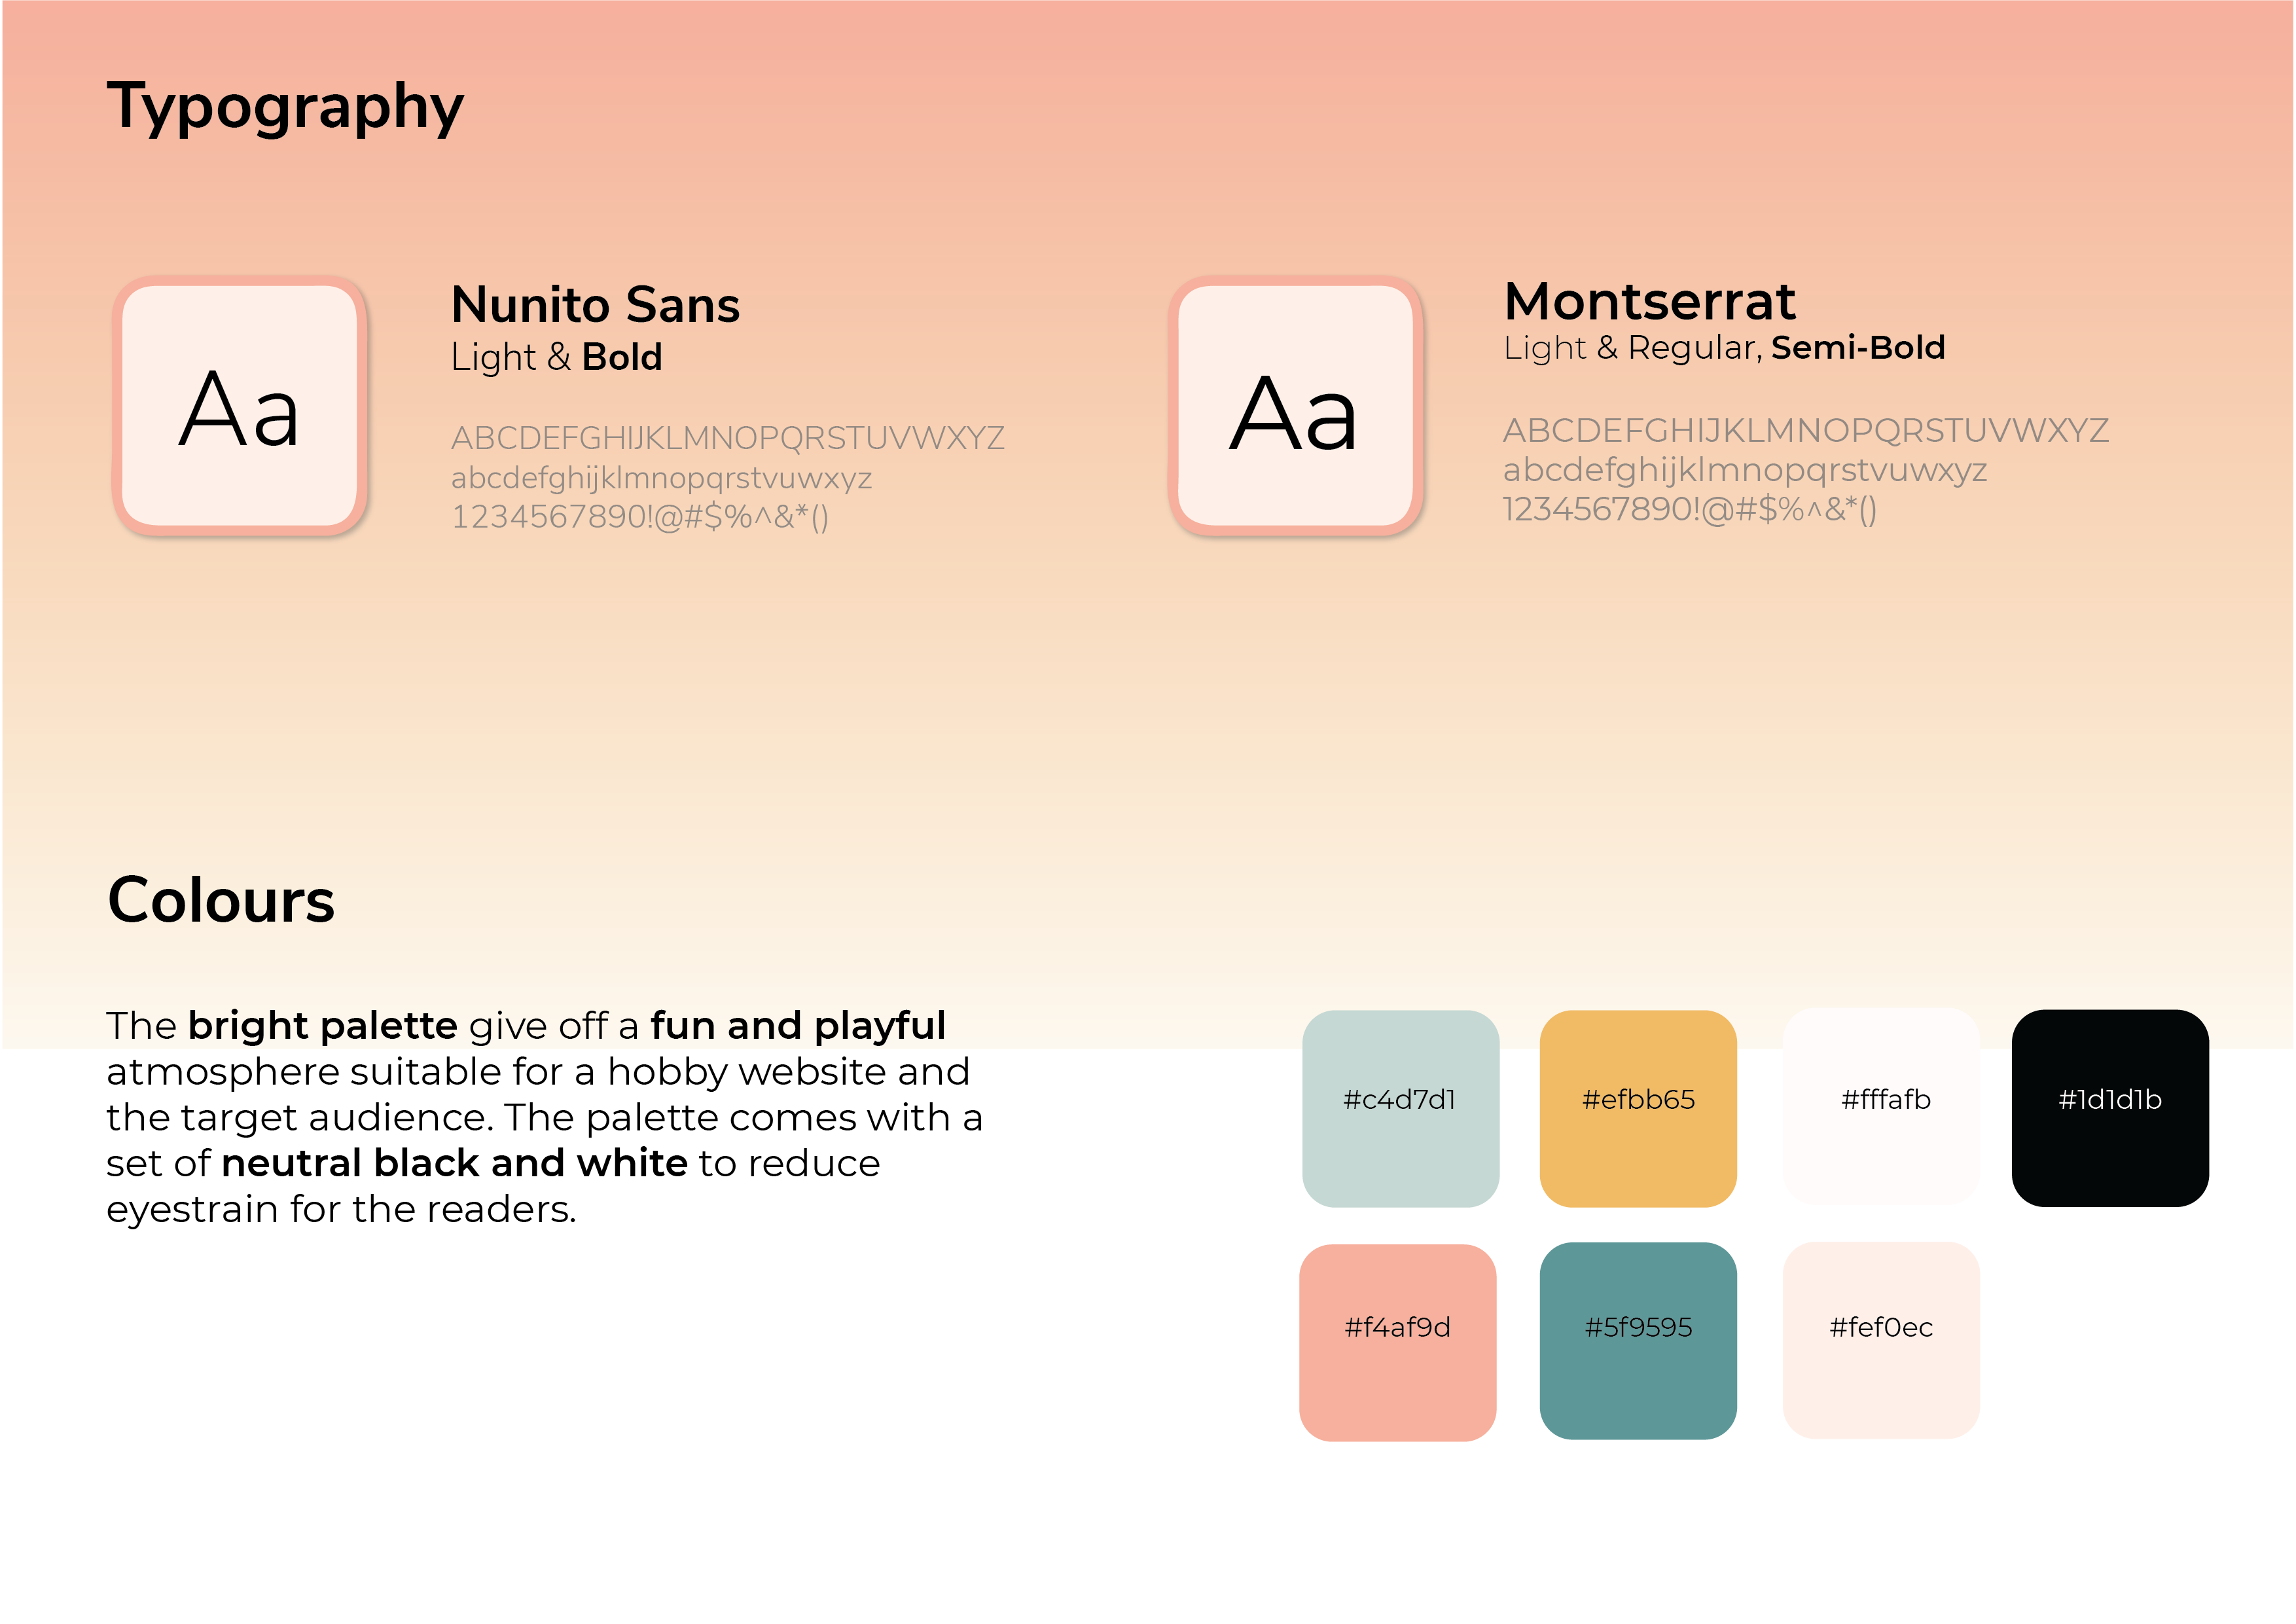 Typography
Aa
Nunito Sans
Light & Bold
ABCDEFGHIJKLMNOPQRSTUVWXYZ
abcdefghijklmnopqrstvuwxyz
1234567890!@#$%^&*()
Aa
Montserrat
Light & Regular, Semi-Bold
ABCDEFGHIJKLMNOPQRSTUVWXYZ
abcdefghijklmnopqrstvuwxyz
1234567890!@#$%^&*()
Colours
The bright palette give off a fun and playful
atmosphere suitable for a hobby website and
the target audience. The palette comes with a
set of neutral black and white to reduce
eyestrain for the readers.
#c4d7d1
#efbb65
#fffafb
#1d1d1b
#f4af9d
#5f9595
#fef0ec